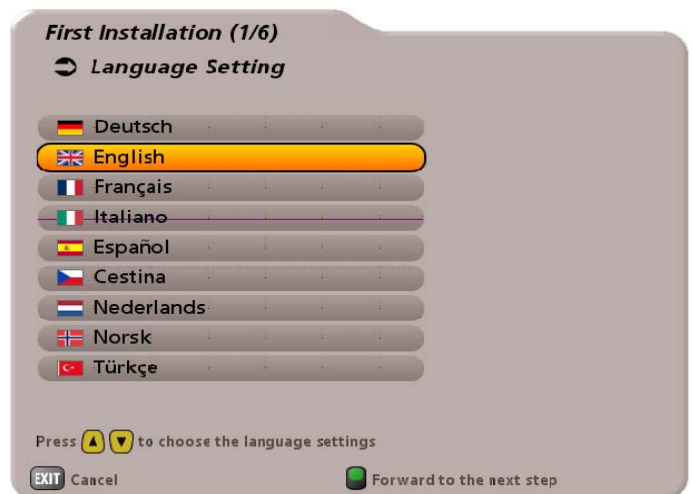 First Installation (1/6)
Language Setting
Deutsch
English
Français
Italiano
Español
Cestina
Nederlands
Norsk
Türkçe
Press to choose the language settings
EXIT Cancel Forward to the next step